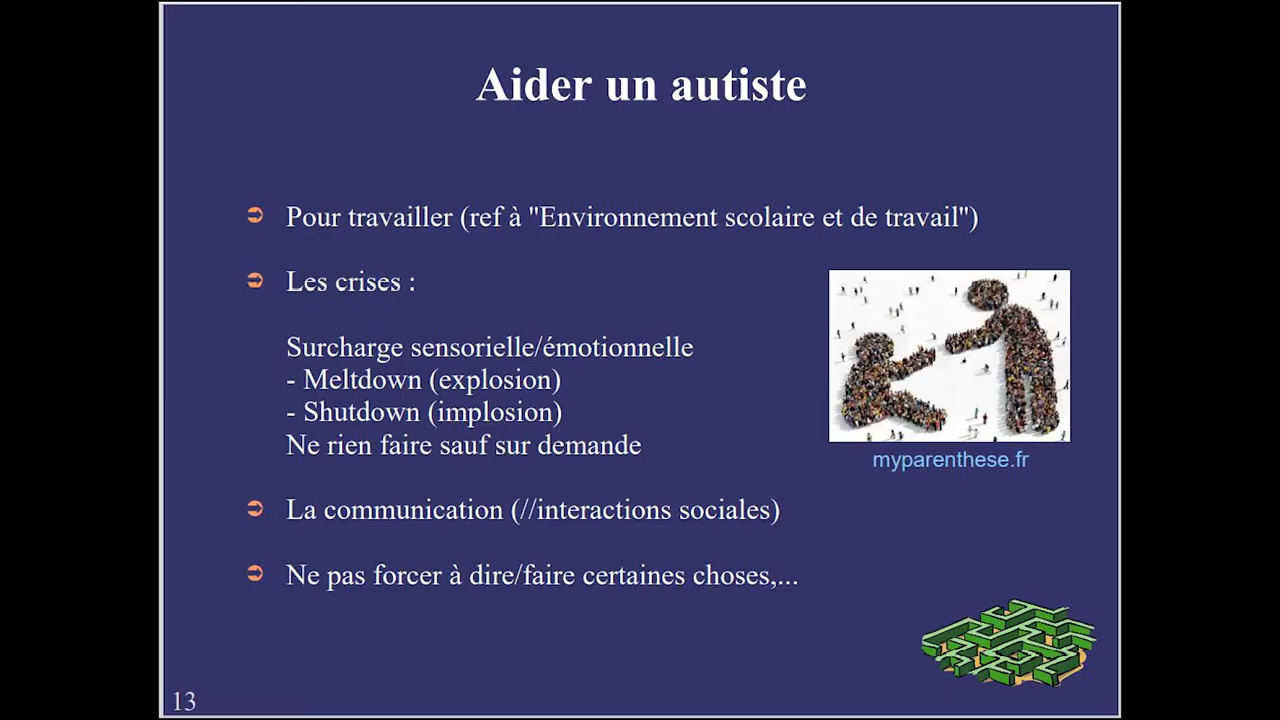 Aider un autiste
Pour travailler (ref à "Environnement scolaire et de travail")
Les crises :
Surcharge sensorielle/émotionnelle
- Meltdown (explosion)
- Shutdown (implosion)
Ne rien faire sauf sur demande
myparenthese.fr
La communication (//interactions sociales)
Ne pas forcer à dire/faire certaines choses,...
13